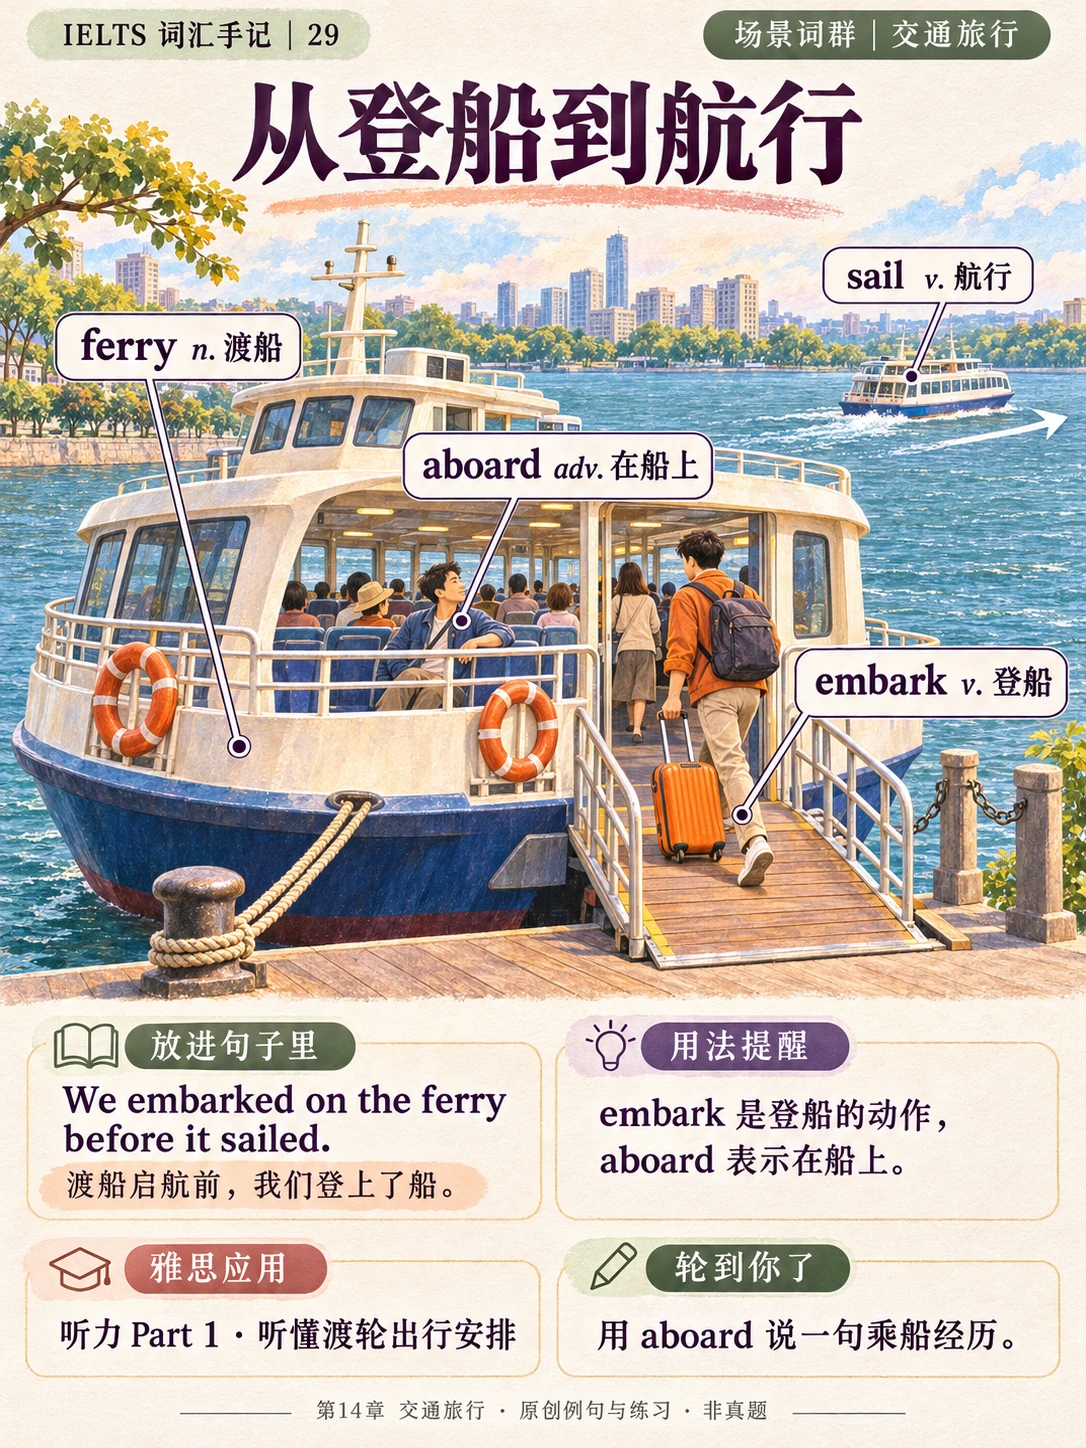 IELTS 词汇手记 | 29
场景词群 | 交通旅行
从登船到航行
sail v. 航行
ferry n. 渡船
aboard adv. 在船上
embark v. 登船
放进句子里
We embarked on the ferry
before it sailed.
渡船启航前，我们登上了船。
用法提醒
embark 是登船的动作，
aboard 表示在船上。
雅思应用
听力 Part 1 · 听懂渡轮出行安排
轮到你了
用 aboard 说一句乘船经历。
第14章 交通旅行 · 原创例句与练习 · 非真题